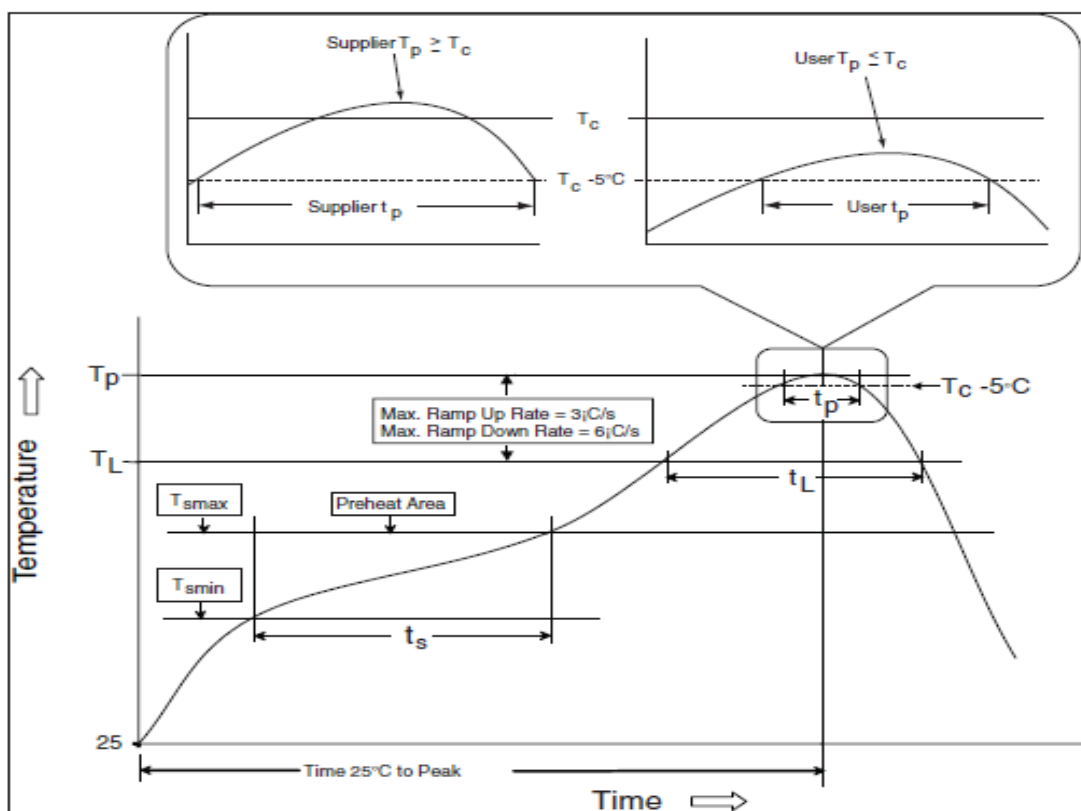 Supplier Tp ≥ Tc
User Tp ≤ Tc
Tc
Tc -5°C
Supplier tp
User tp
Tp
Tc -5°C
tp
Max. Ramp Up Rate = 3¡C/s
Max. Ramp Down Rate = 6¡C/s
TL
tL
Tsmax
Preheat Area
Tsmin
ts
Temperature
25
Time 25°C to Peak
Time